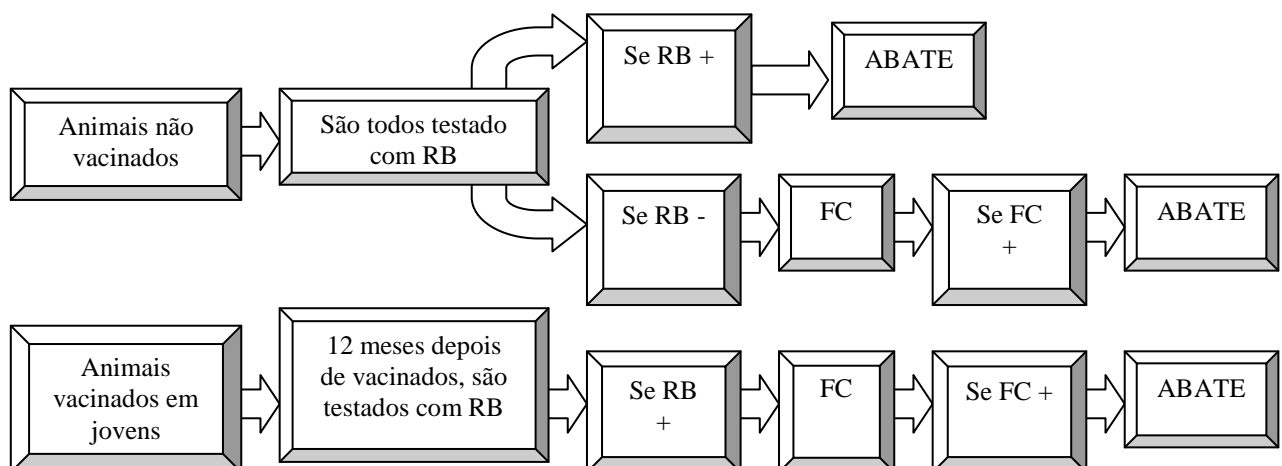 Se RB +
ABATE
Animais não
vacinados
São todos testado
com RB
Se RB -
FC
Se FC
+
ABATE
Animais
vacinados em
jovens
12 meses depois
de vacinados, são
testados com RB
Se RB
+
FC
Se FC +
ABATE